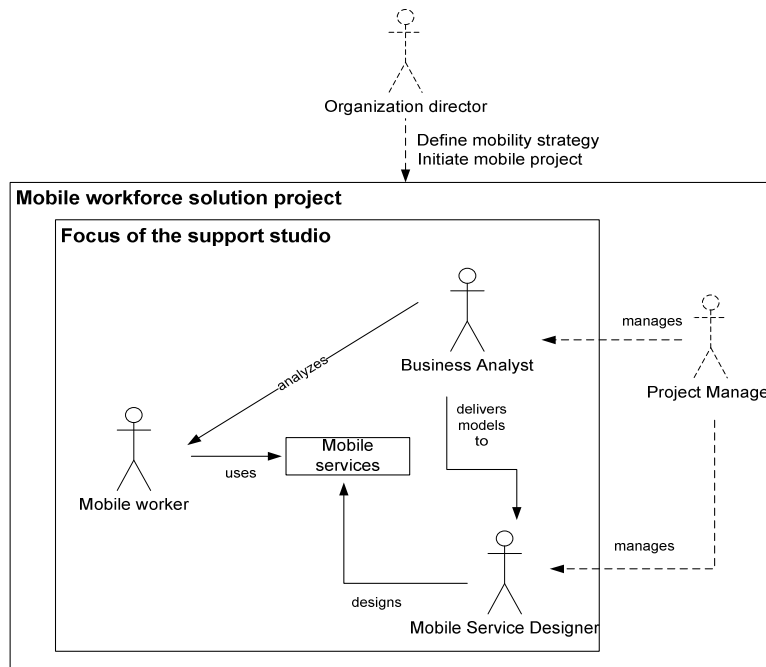 Organization director
Define mobility strategy
Initiate mobile project
Mobile workforce solution project
Focus of the support studio
manages
Business Analyst
analyzes
Project Manage
delivers
models
to
Mobile
services
uses
Mobile worker
manages
designs
Mobile Service Designer